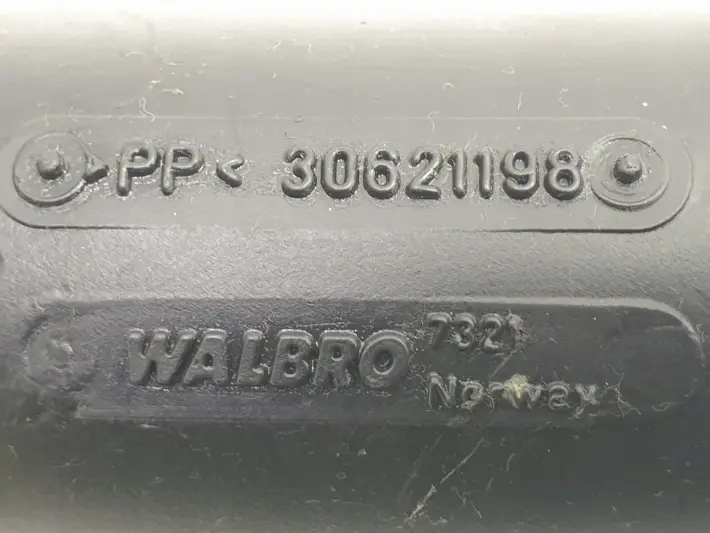 >PP< 30621198
WALBRO 7321
Norway